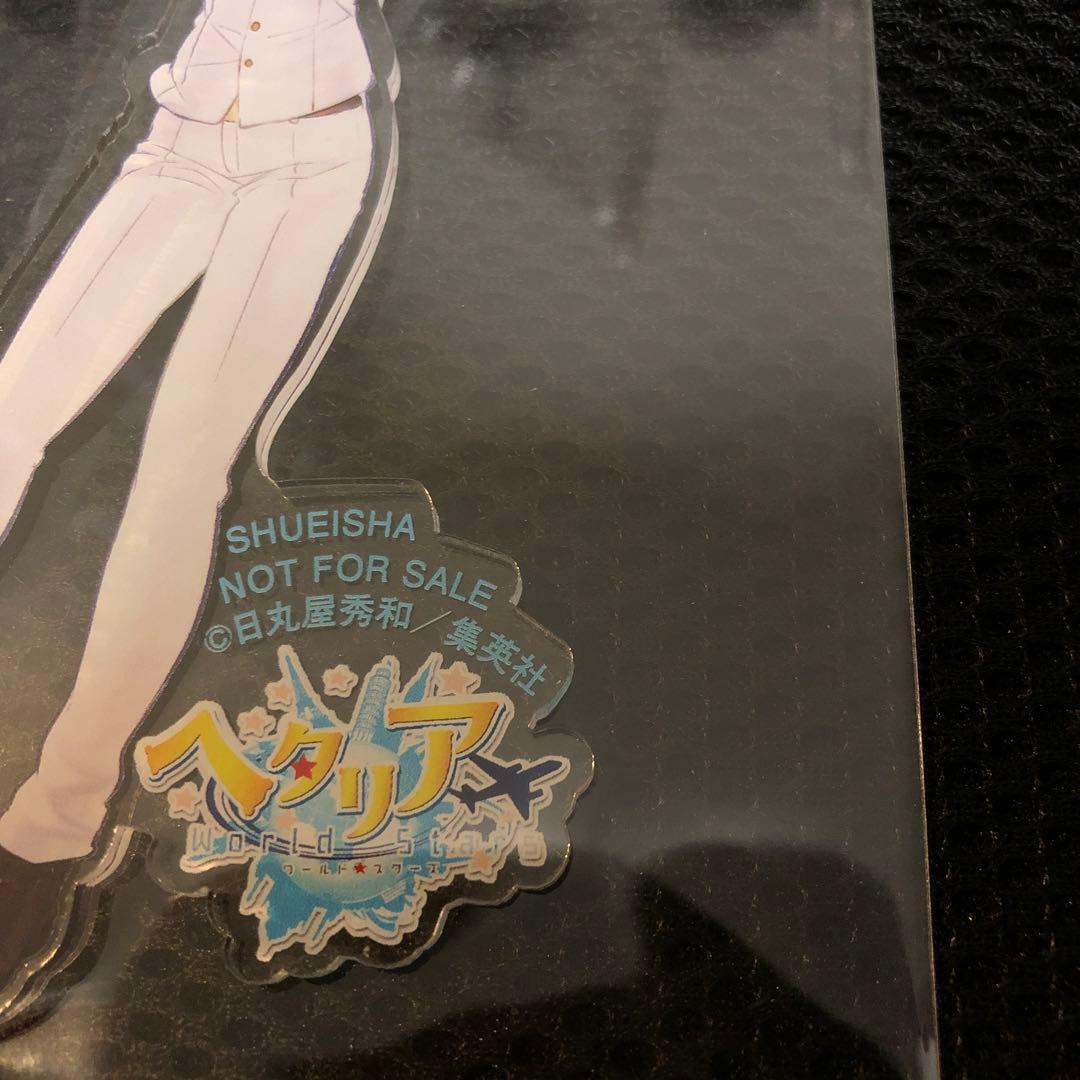 SHUEISHA
NOT FOR SALE
©日丸屋秀和／集英社
ヘタリア
World Stars
ワールド★スターズ